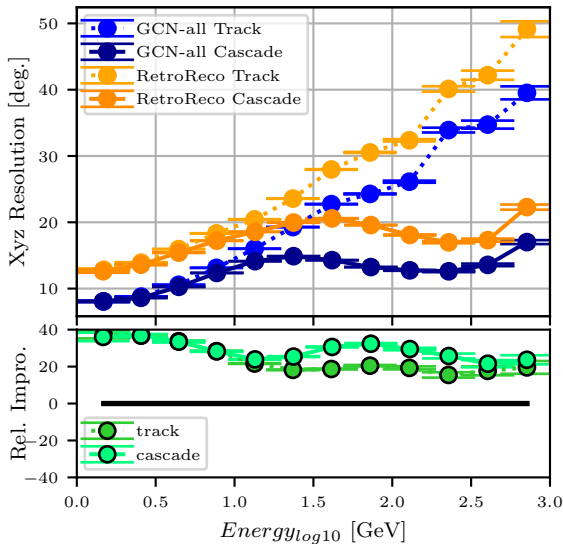 50
40
30
20
10
Xyz Resolution [deg.]
GCN-all Track
GCN-all Cascade
RetroReco Track
RetroReco Cascade
40
20
0
−20
−40
Rel. Impro.
track
cascade
0.0 0.5 1.0 1.5 2.0 2.5 3.0
Energy_{log10} [GeV]